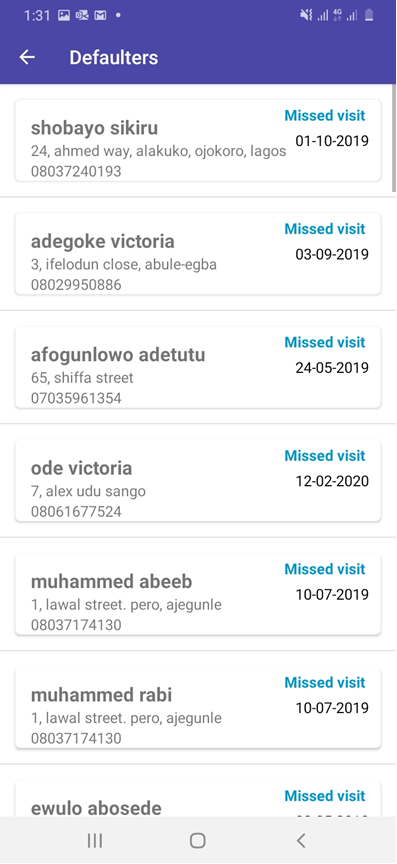 1:31
4G
Defaulters
shobayo sikiru
Missed visit
24, ahmed way, alakuko, ojokoro, lagos
01-10-2019
08037240193
adegoke victoria
Missed visit
3, ifelodun close, abule-egba
03-09-2019
08029950886
afogunlowo adetutu
Missed visit
65, shiffa street
24-05-2019
07035961354
ode victoria
Missed visit
7, alex udu sango
12-02-2020
08061677524
muhammed abeeb
Missed visit
1, lawal street. pero, ajegunle
10-07-2019
08037174130
muhammed rabi
Missed visit
1, lawal street. pero, ajegunle
10-07-2019
08037174130
ewulo abosede
Missed visit